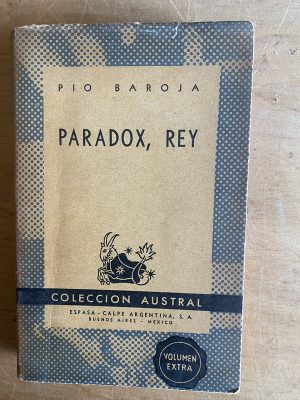 PIO BAROJA
PARADOX, REY
COLECCION AUSTRAL
ESPASA - CALPE ARGENTINA, S. A.
BUENOS AIRES - MEXICO
VOLUMEN
EXTRA